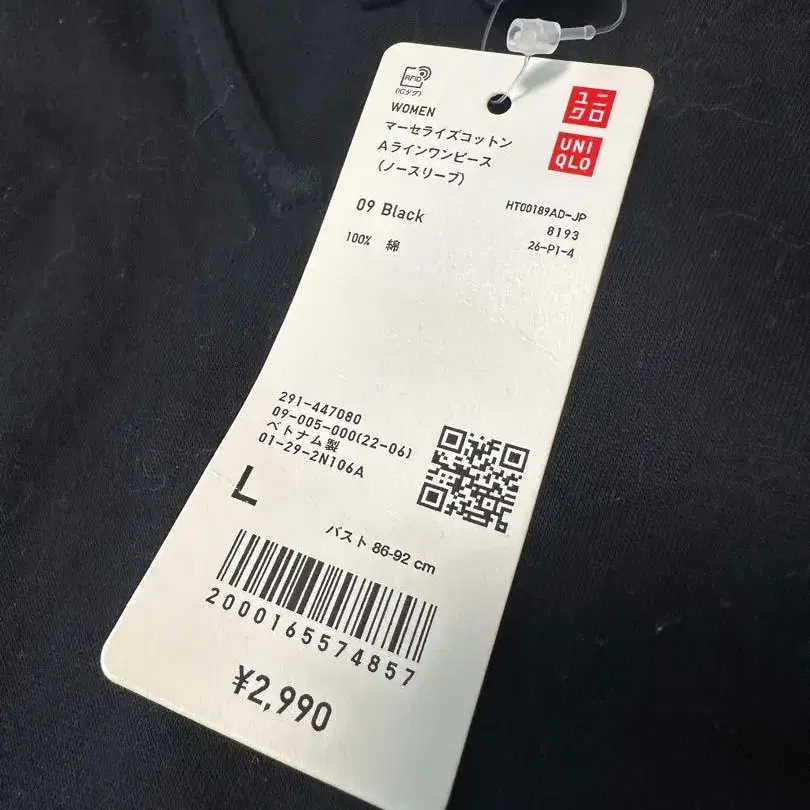 RFID
(ICタグ)
WOMEN
マーセライズコットン
Aラインワンピース
(ノースリーブ)
ユニ
クロ
UNI
QLO
09 Black
HT00189AD-JP
8193
100% 綿
26-P1-4
291-447080
09-005-000(22-06)
ベトナム製
01-29-2N106A
L
バスト 86-92 cm
2000165574857
¥2,990